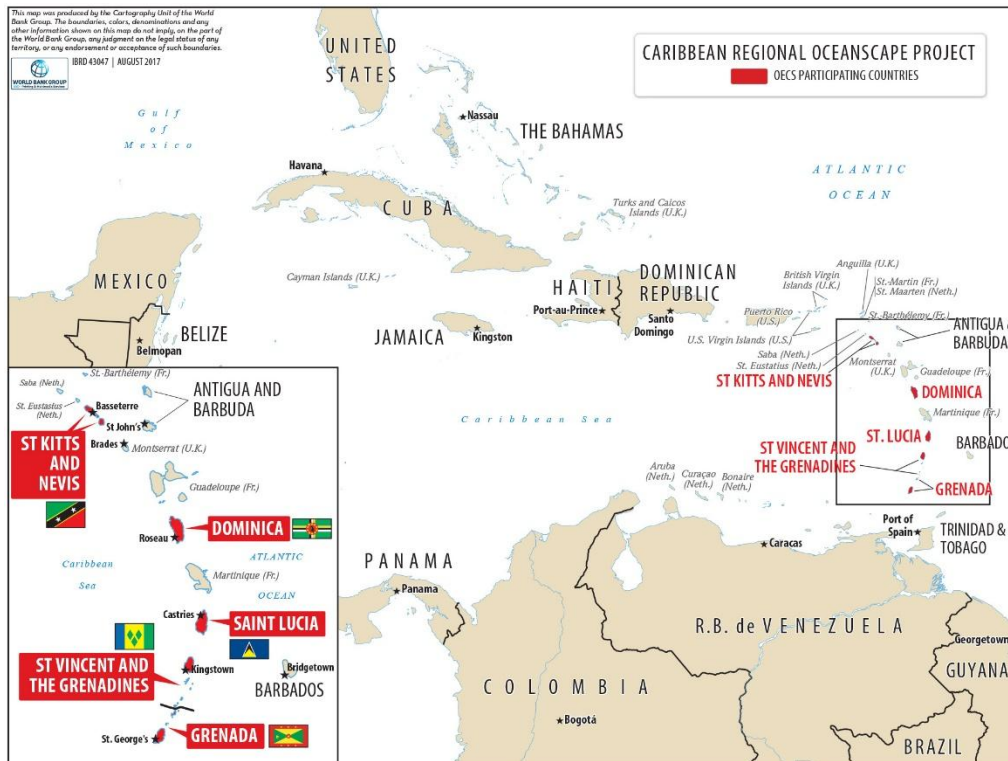 This map was produced by the Cartography Unit of the World
Bank Group. The boundaries, colors, denominations and any
other information shown on this map do not imply, on the part
of the World Bank Group, any judgment on the legal status of any
territory, or any endorsement or acceptance of such boundaries.
WORLD BANK GROUP
IBRD 43047 | AUGUST 2017
CARIBBEAN REGIONAL OCEANSCAPE PROJECT
OECS PARTICIPATING COUNTRIES
UNITED
STATES
Gulf
of
Mexico
Nassau
THE BAHAMAS
Havana
ATLANTIC
OCEAN
CUBA
Turks and Caicos
Islands (U.K.)
MEXICO
Cayman Islands (U.K.)
HAITI
DOMINICAN
REPUBLIC
Port-au-Prince
Santo
Domingo
JAMAICA
Kingston
BELIZE
Belmopan
Puerto Rico
(U.S.)
British Virgin
Islands (U.K.)
Anguilla (U.K.)
St.-Martin (Fr.)
St. Maarten (Neth.)
St.-Barthélemy (Fr.)
U.S. Virgin Islands (U.S.)
Saba (Neth.)
St. Eustatius (Neth.)
ST KITTS AND NEVIS
ANTIGUA &
BARBUDA
Montserrat
(U.K.)
Guadeloupe (Fr.)
DOMINICA
Martinique (Fr.)
ST. LUCIA
BARBADO
ST VINCENT AND
THE GRENADINES
GRENADA
Caribbean Sea
Aruba
(Neth.)
Curaçao
(Neth.)
Bonaire
(Neth.)
Port of
Spain
TRINIDAD &
TOBAGO
Caracas
PANAMA
Panama
R.B. de VENEZUELA
Georgetown
GUYANA
COLOMBIA
Bogotá
BRAZIL
St.-Barthélemy (Fr.)
Saba (Neth.)
St. Eustatius
(Neth.)
Basseterre
ANTIGUA AND
BARBUDA
St John's
ST KITTS
AND
NEVIS
Brades
Montserrat (U.K.)
Guadeloupe (Fr.)
DOMINICA
Roseau
Caribbean
Sea
ATLANTIC
OCEAN
Martinique (Fr.)
Castries
SAINT LUCIA
ST VINCENT AND
THE GRENADINES
Kingstown
Bridgetown
BARBADOS
St. George's
GRENADA